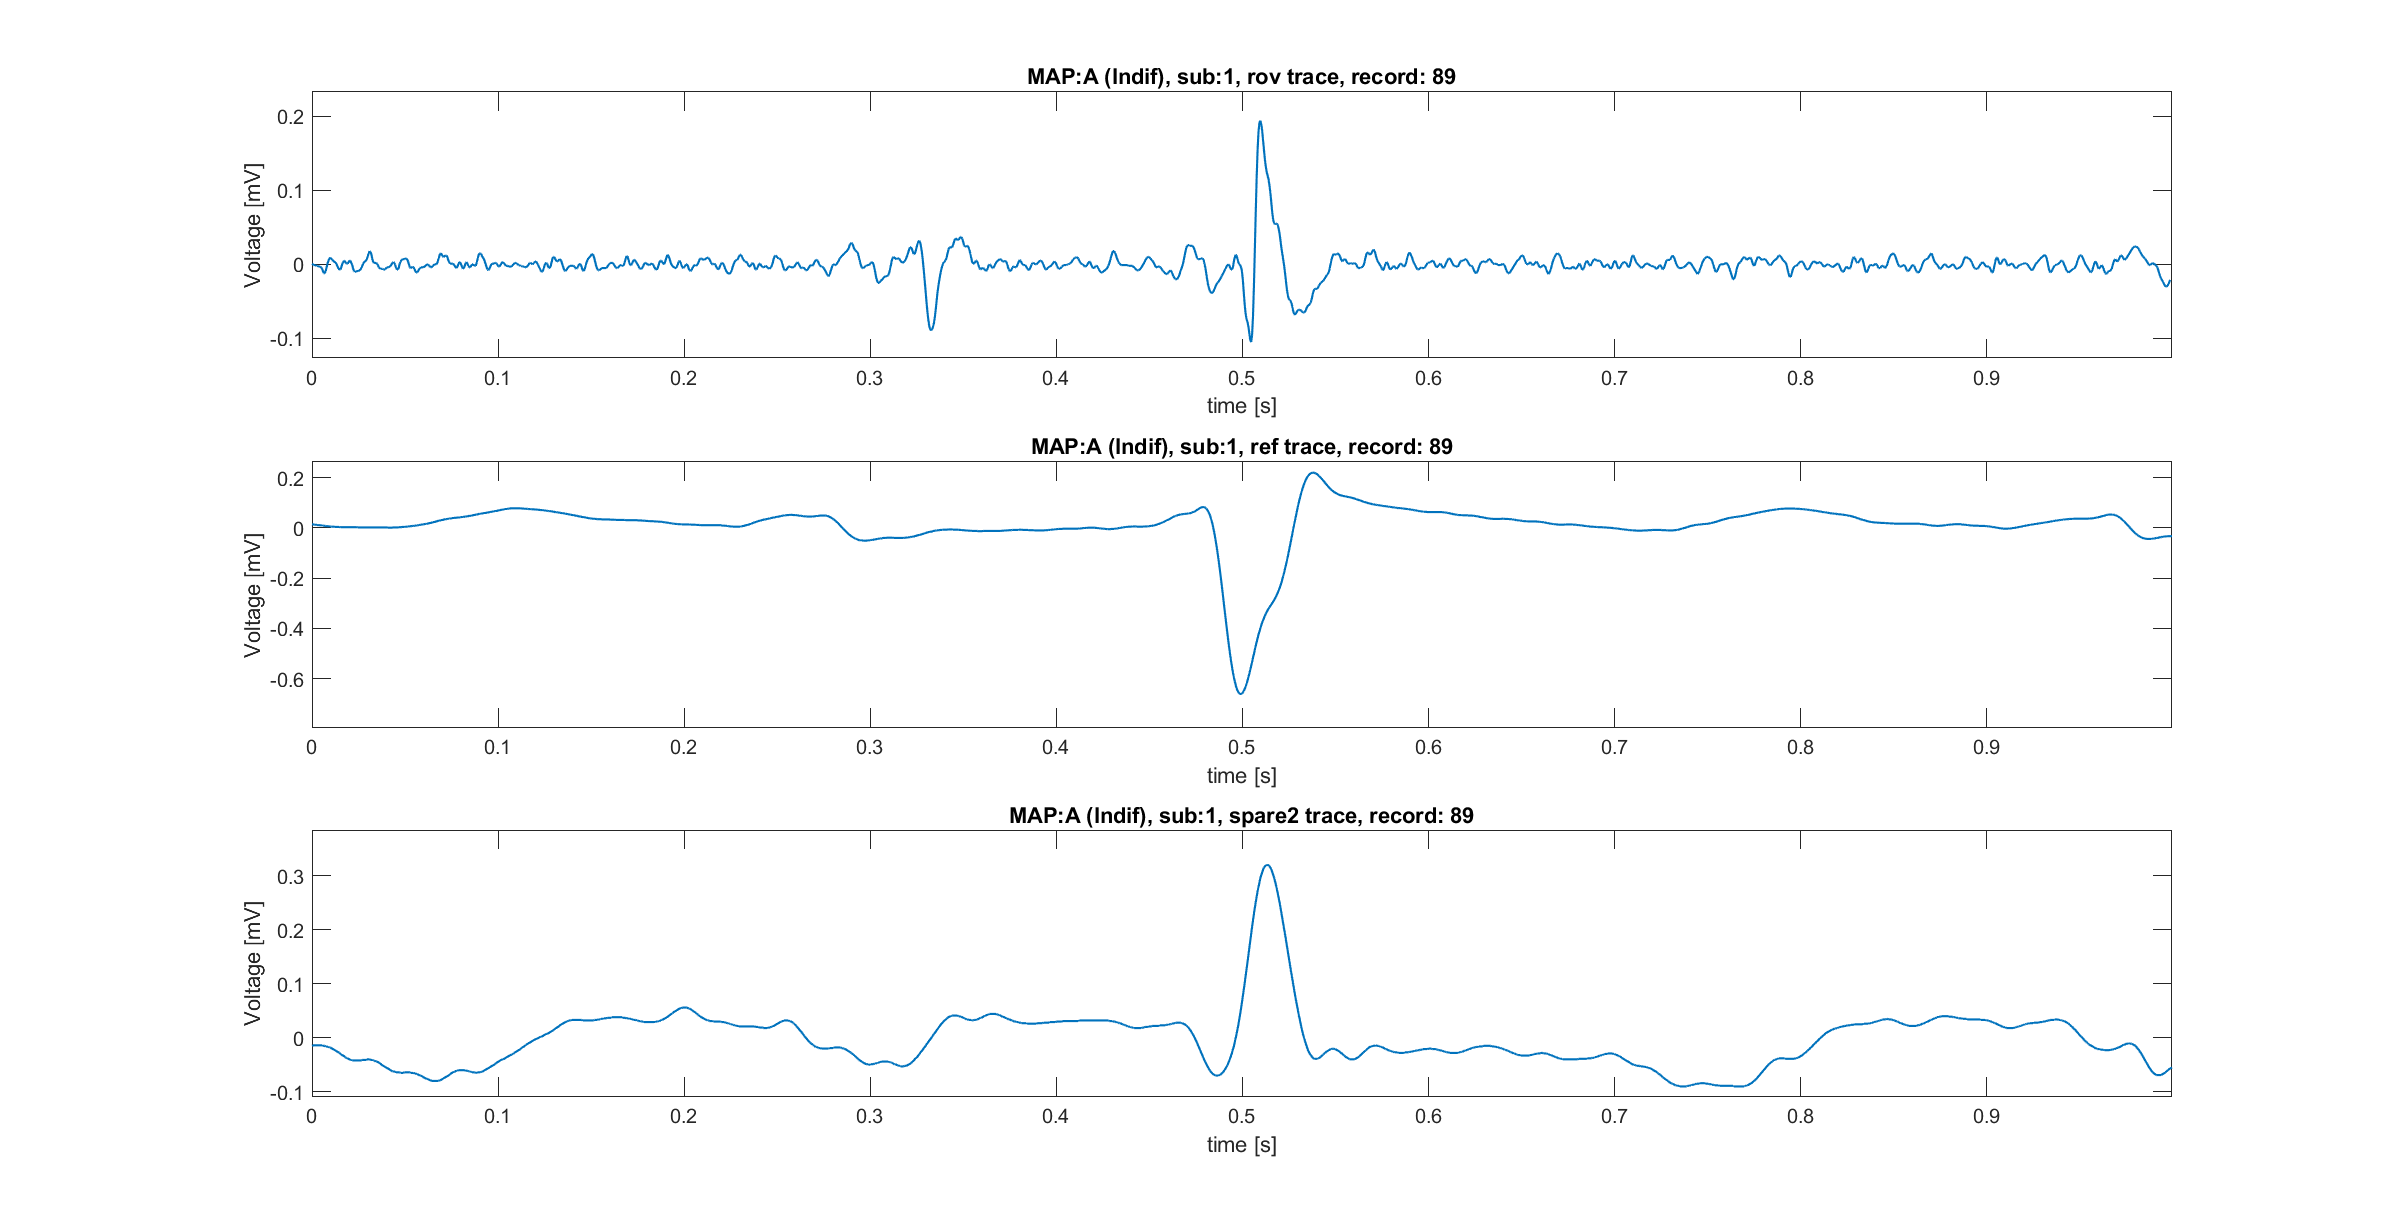 MAP:A (Indif), sub:1, rov trace, record: 89
0.2
0.1
0
-0.1
Voltage [mV]
0 0.1 0.2 0.3 0.4 0.5 0.6 0.7 0.8 0.9
time [s]
MAP:A (Indif), sub:1, ref trace, record: 89
0.2
0
-0.2
-0.4
-0.6
Voltage [mV]
0 0.1 0.2 0.3 0.4 0.5 0.6 0.7 0.8 0.9
time [s]
MAP:A (Indif), sub:1, spare2 trace, record: 89
0.3
0.2
0.1
0
-0.1
Voltage [mV]
0 0.1 0.2 0.3 0.4 0.5 0.6 0.7 0.8 0.9
time [s]